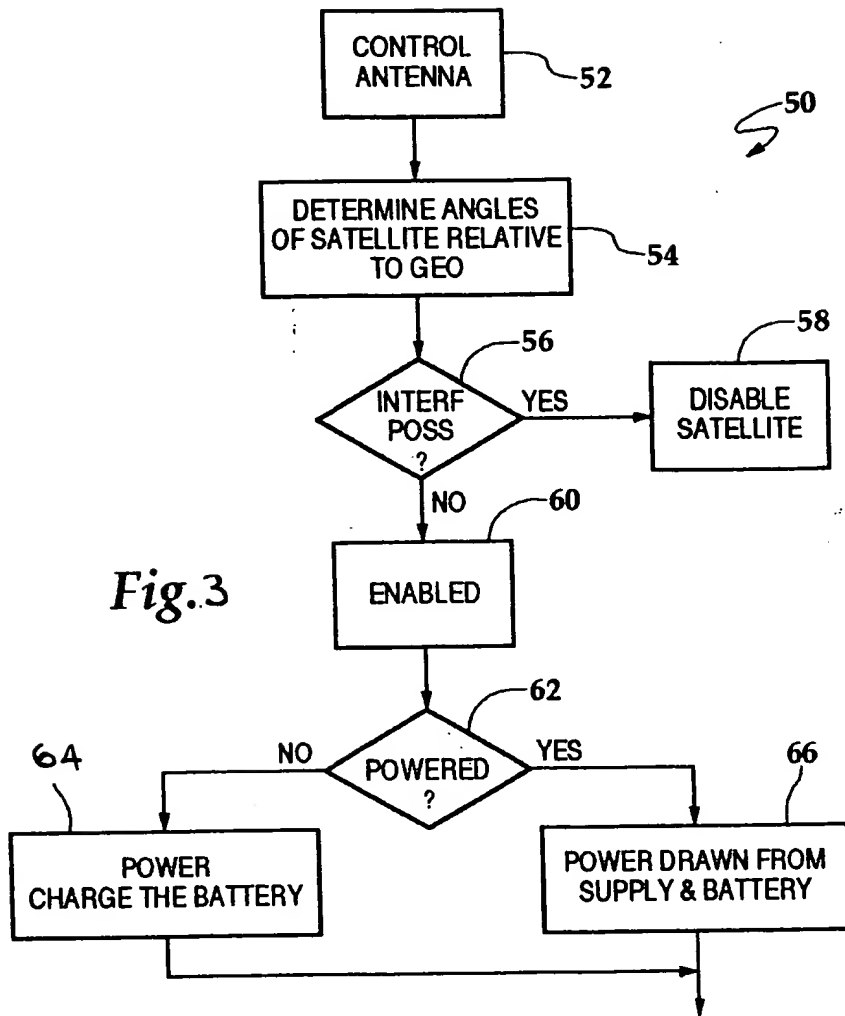 CONTROL
ANTENNA
52
50
DETERMINE ANGLES
OF SATELLITE RELATIVE
TO GEO
54
56
58
INTERF
POSS
?
YES
DISABLE
SATELLITE
NO
60
Fig.3
ENABLED
62
64
NO
POWERED
?
YES
66
POWER
CHARGE THE BATTERY
POWER DRAWN FROM
SUPPLY & BATTERY